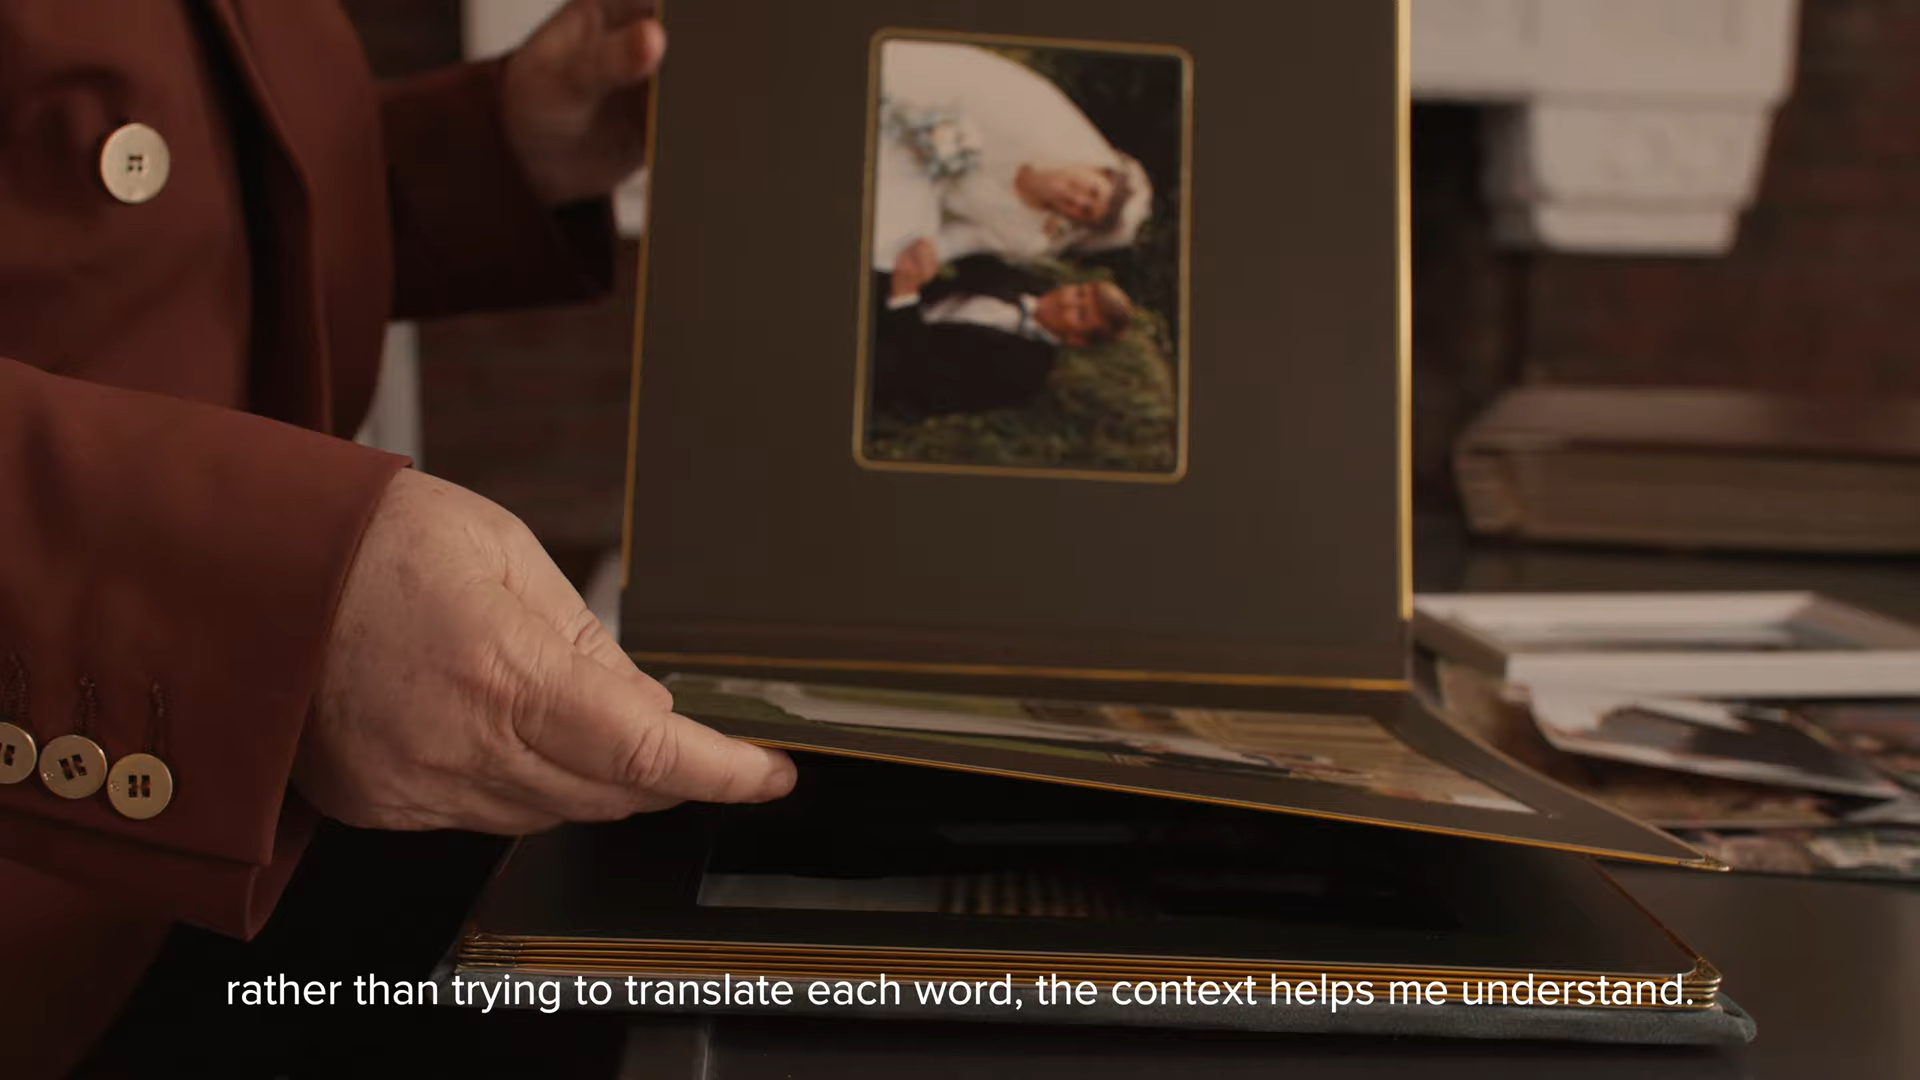 rather than trying to translate each word, the context helps me understand.